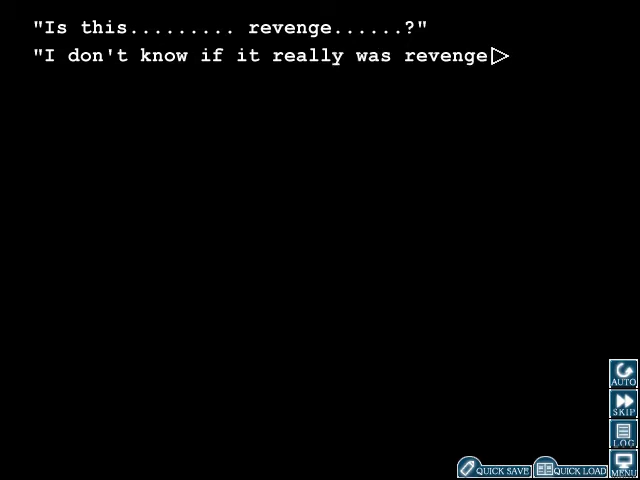 "Is this......... revenge......?"
"I don't know if it really was revenge
AUTO
SKIP
LOG
QUICK SAVE
QUICK LOAD
MENU